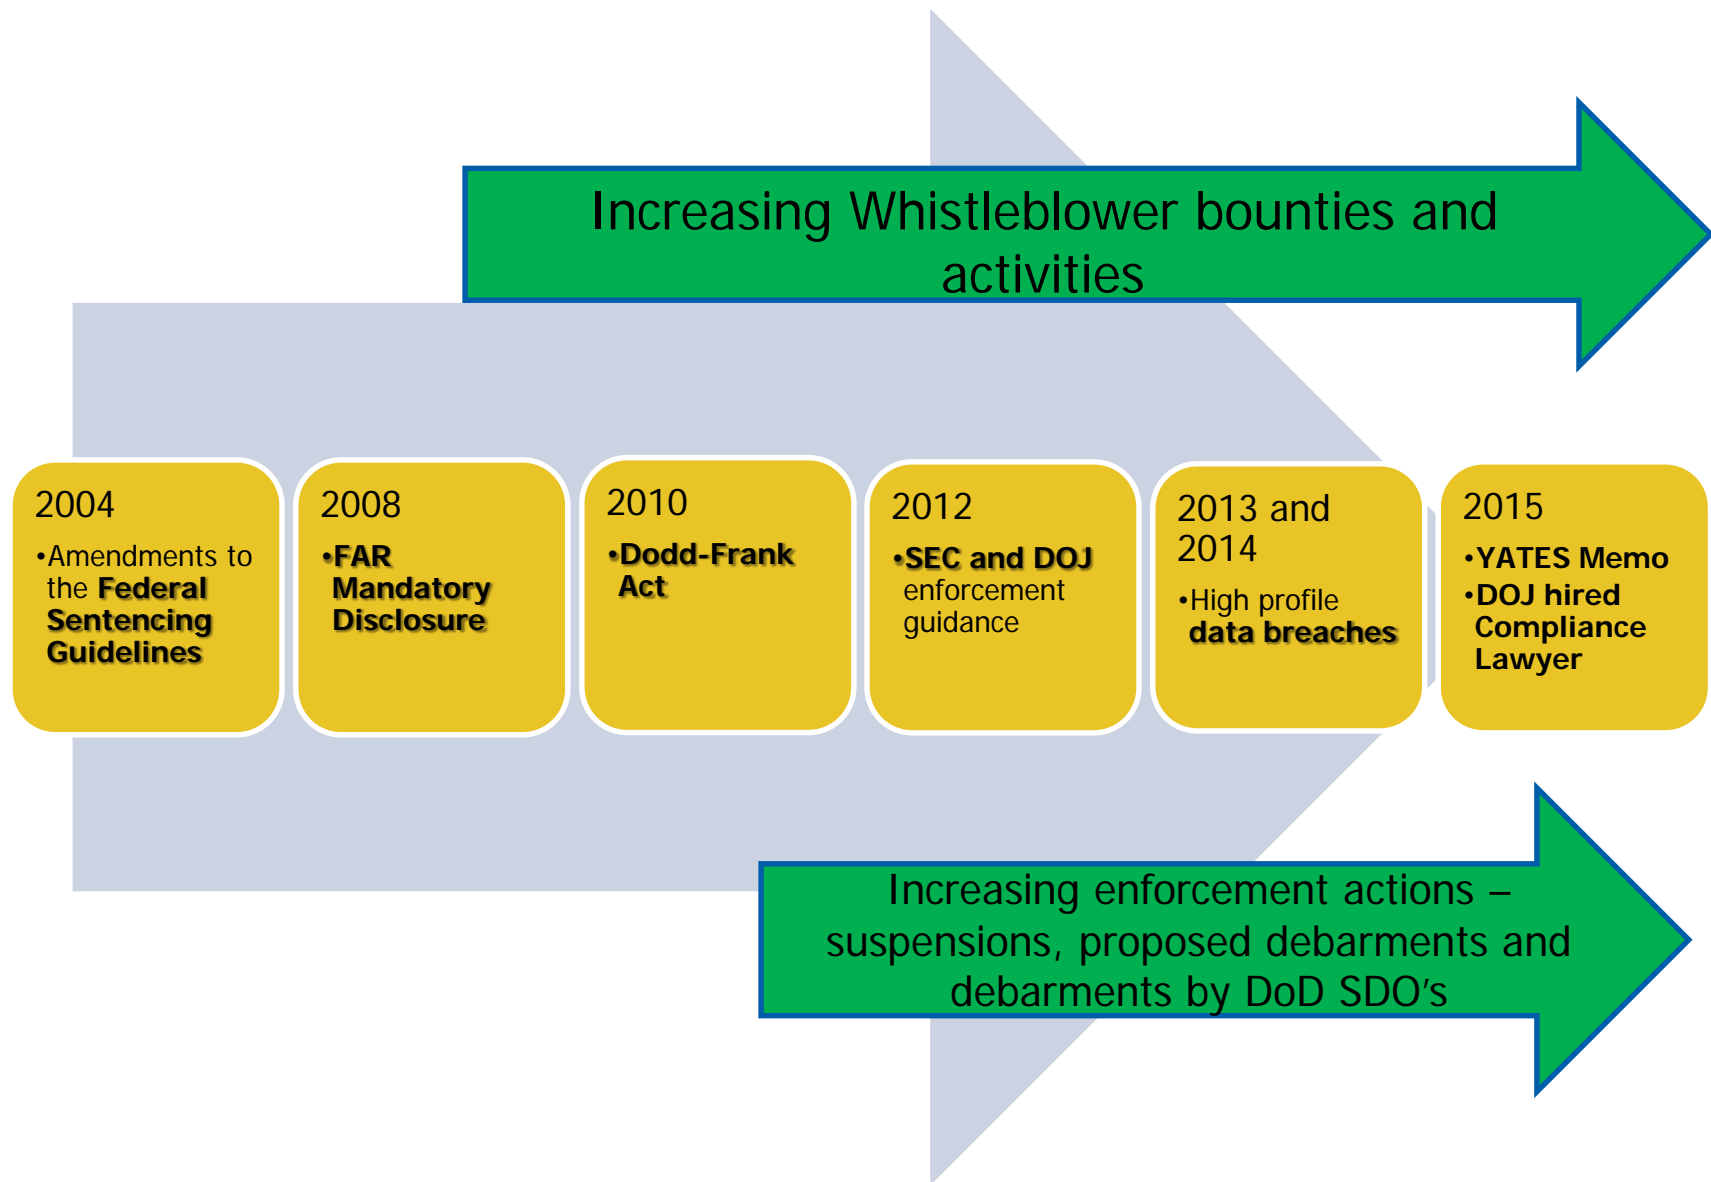 Increasing Whistleblower bounties and
activities
2004
•Amendments to
the Federal
Sentencing
Guidelines
2008
•FAR
Mandatory
Disclosure
2010
•Dodd-Frank
Act
2012
•SEC and DOJ
enforcement
guidance
2013 and
2014
•High profile
data breaches
2015
•YATES Memo
•DOJ hired
Compliance
Lawyer
Increasing enforcement actions –
suspensions, proposed debarments and
debarments by DoD SDO’s